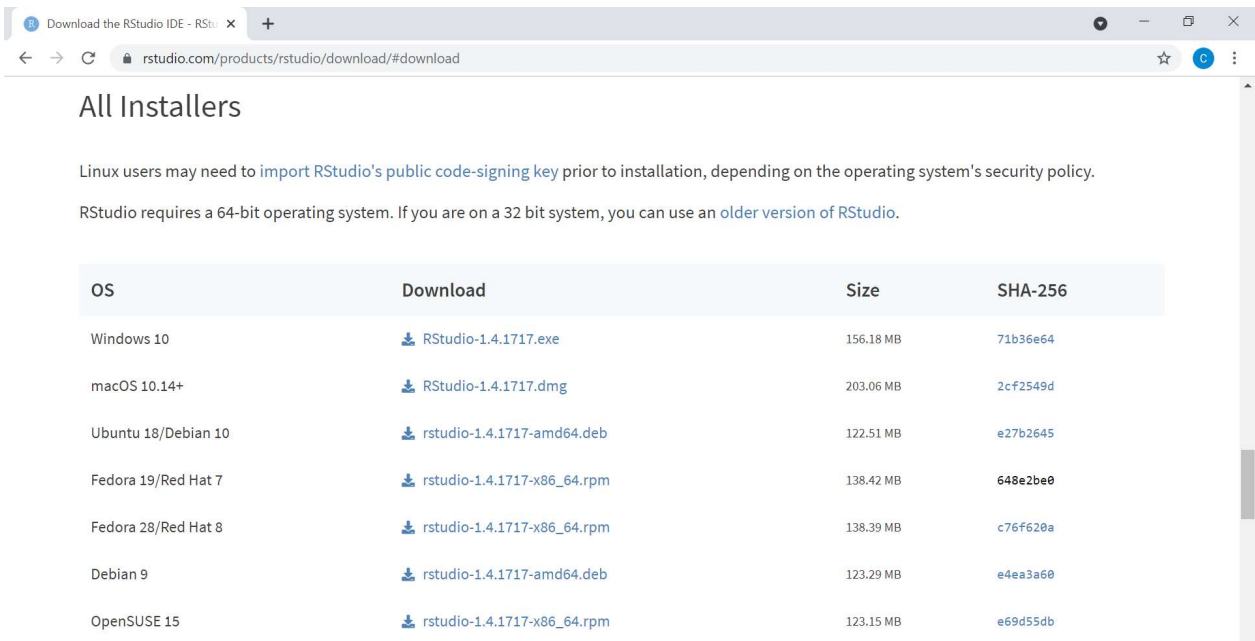 Download the RStudio IDE - RStu
rstudio.com/products/rstudio/download/#download
C
All Installers
Linux users may need to import RStudio's public code-signing key prior to installation, depending on the operating system's security policy.
RStudio requires a 64-bit operating system. If you are on a 32 bit system, you can use an older version of RStudio.
OS Download Size SHA-256
Windows 10 RStudio-1.4.1717.exe 156.18 MB 71b36e64
macOS 10.14+ RStudio-1.4.1717.dmg 203.06 MB 2cf2549d
Ubuntu 18/Debian 10 rstudio-1.4.1717-amd64.deb 122.51 MB e27b2645
Fedora 19/Red Hat 7 rstudio-1.4.1717-x86_64.rpm 138.42 MB 648e2be0
Fedora 28/Red Hat 8 rstudio-1.4.1717-x86_64.rpm 138.39 MB c76f620a
Debian 9 rstudio-1.4.1717-amd64.deb 123.29 MB e4ea3a60
OpenSUSE 15 rstudio-1.4.1717-x86_64.rpm 123.15 MB e69d55db